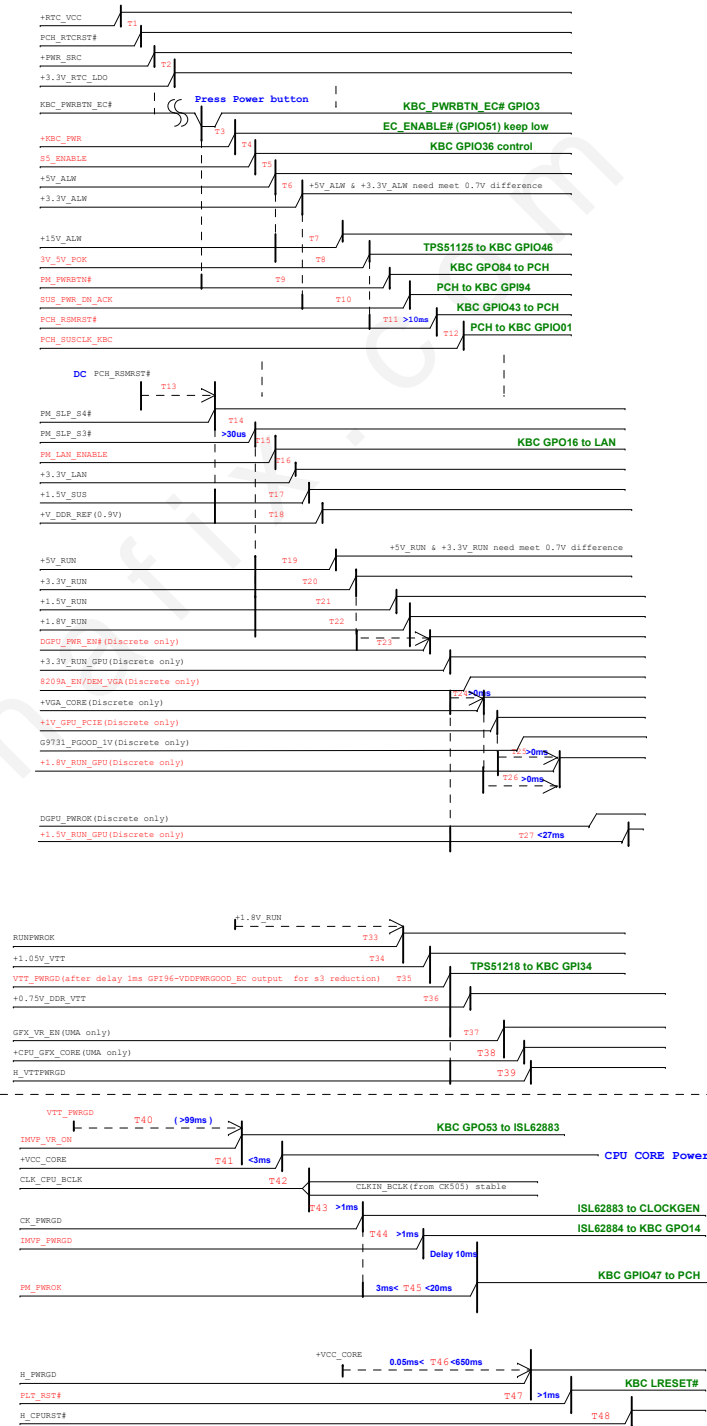 +RTC_VCC
T1
PCH_RTCRST#
+PWR_SRC
T2
+3.3V_RTC_LDO
Press Power button
KBC_PWRBTN_EC#
KBC_PWRBTN_EC# GPIO3
T3
EC_ENABLE# (GPIO51) keep low
+KBC_PWR
T4
KBC GPIO36 control
S5_ENABLE
T5
+5V_ALW
T6
+5V_ALW & +3.3V_ALW need meet 0.7V difference
+3.3V_ALW
+15V_ALW
T7
TPS51125 to KBC GPIO46
3V_5V_POK
T8
KBC GPO84 to PCH
PM_PWRBTN#
T9
PCH to KBC GPI94
SUS_PWR_DN_ACK
T10
KBC GPIO43 to PCH
PCH_RSMRST#
T11 >10ms
PCH to KBC GPIO01
T12
PCH_SUSCLK_KBC
DC PCH_RSMRST#
T13
PM_SLP_S4#
T14
PM_SLP_S3#
>30us
T15
KBC GPO16 to LAN
PM_LAN_ENABLE
T16
+3.3V_LAN
+1.5V_SUS
T17
+V_DDR_REF(0.9V)
T18
+5V_RUN & +3.3V_RUN need meet 0.7V difference
+5V_RUN
T19
+3.3V_RUN
T20
+1.5V_RUN
T21
+1.8V_RUN
T22
DGPU_PWR_EN#(Discrete only)
T23
+3.3V_RUN_GPU(Discrete only)
8209A_EN/DEM_VGA(Discrete only)
T24 >0ms
+VGA_CORE(Discrete only)
+1V_GPU_PCIE(Discrete only)
G9731_PGOOD_1V(Discrete only)
T25 >0ms
+1.8V_RUN_GPU(Discrete only)
T26 >0ms
DGPU_PWROK(Discrete only)
+1.5V_RUN_GPU(Discrete only)
T27 <27ms
+1.8V_RUN
RUNPWROK
T33
+1.05V_VTT
T34
TPS51218 to KBC GPI34
VTT_PWRGD(after delay 1ms GPI96-VDDPWRGOOD_EC output for s3 reduction) T35
+0.75V_DDR_VTT
T36
GFX_VR_EN(UMA only)
T37
+CPU_GFX_CORE(UMA only)
T38
H_VTTPWRGD
T39
VTT_PWRGD
T40 (>99ms)
KBC GPO53 to ISL62883
IMVP_VR_ON
+VCC_CORE
T41 <3ms
CPU CORE Power
CLK_CPU_BCLK
T42
CLKIN_BCLK(from CK505) stable
T43 >1ms
ISL62883 to CLOCKGEN
CK_PWRGD
T44 >1ms
ISL62884 to KBC GPO14
IMVP_PWRGD
Delay 10ms
KBC GPIO47 to PCH
PM_PWROK
3ms< T45 <20ms
+VCC_CORE
0.05ms< T46 <650ms
H_PWRGD
KBC LRESET#
PLT_RST#
T47 >1ms
H_CPURST#
T48